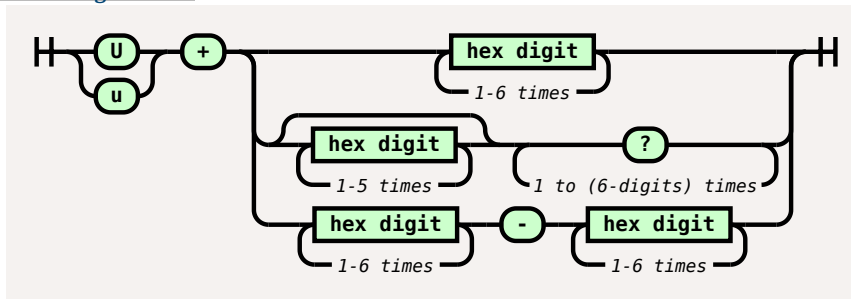 U + hex digit
u 1-6 times
hex digit ?
1-5 times 1 to (6-digits) times
hex digit - hex digit
1-6 times 1-6 times